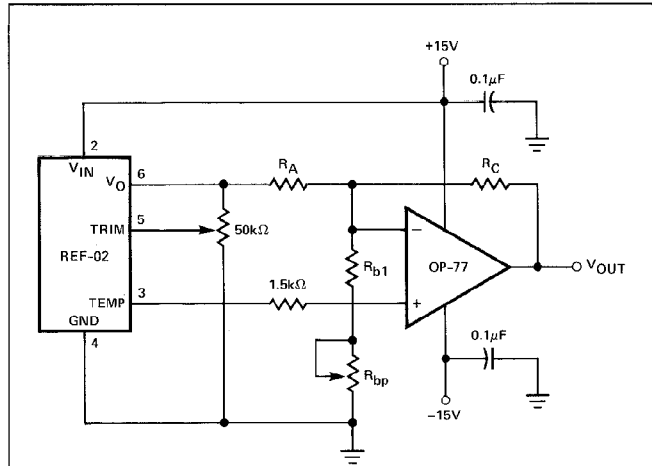 +15V
0.1μF
2
VIN
6
VO
RA
RC
5
TRIM
50kΩ
REF-02
−
OP-77
VOUT
Rb1
1.5kΩ
3
TEMP
+
GND
4
0.1μF
Rbp
−15V